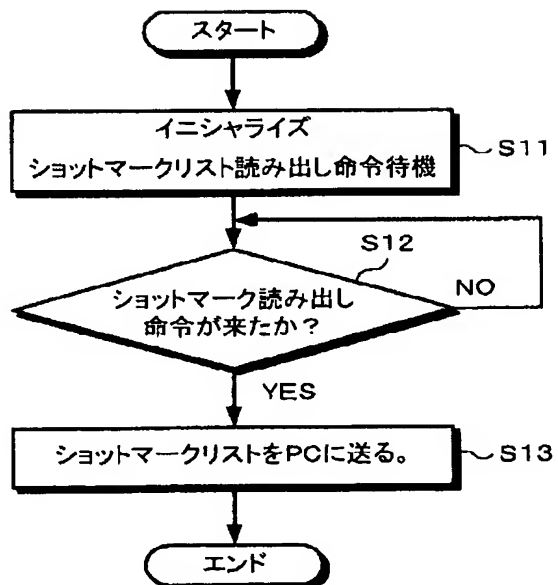 スタート
イニシャライズ
ショットマークリスト読み出し命令待機
S11
S12
ショットマーク読み出し
命令が来たか？
NO
YES
ショットマークリストをPCに送る。
S13
エンド